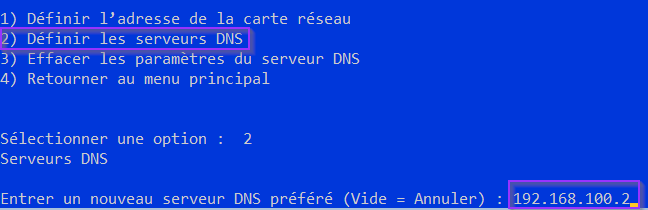 1) Définir l’adresse de la carte réseau
2) Définir les serveurs DNS
3) Effacer les paramètres du serveur DNS
4) Retourner au menu principal
Sélectionner une option :  2
Serveurs DNS
Entrer un nouveau serveur DNS préféré (Vide = Annuler) : 192.168.100.2_